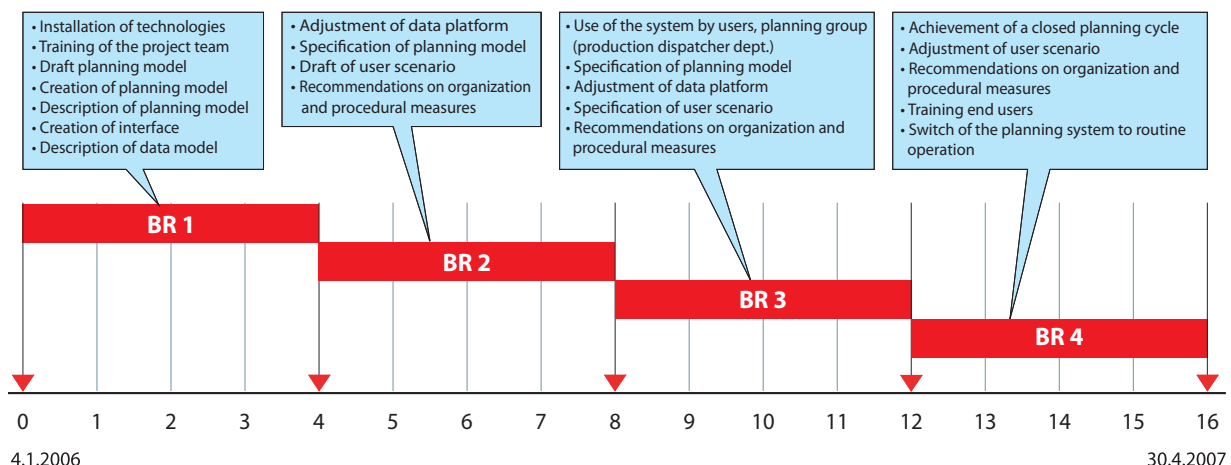 • Installation of technologies
• Training of the project team
• Draft planning model
• Creation of planning model
• Description of planning model
• Creation of interface
• Description of data model
• Adjustment of data platform
• Specification of planning model
• Draft of user scenario
• Recommendations on organization
and procedural measures
• Use of the system by users, planning group
(production dispatcher dept.)
• Specification of planning model
• Adjustment of data platform
• Specification of user scenario
• Recommendations on organization and
procedural measures
• Achievement of a closed planning cycle
• Adjustment of user scenario
• Recommendations on organization and
procedural measures
• Training end users
• Switch of the planning system to routine
operation
BR 1
BR 2
BR 3
BR 4
0 1 2 3 4 5 6 7 8 9 10 11 12 13 14 15 16
4.1.2006 30.4.2007